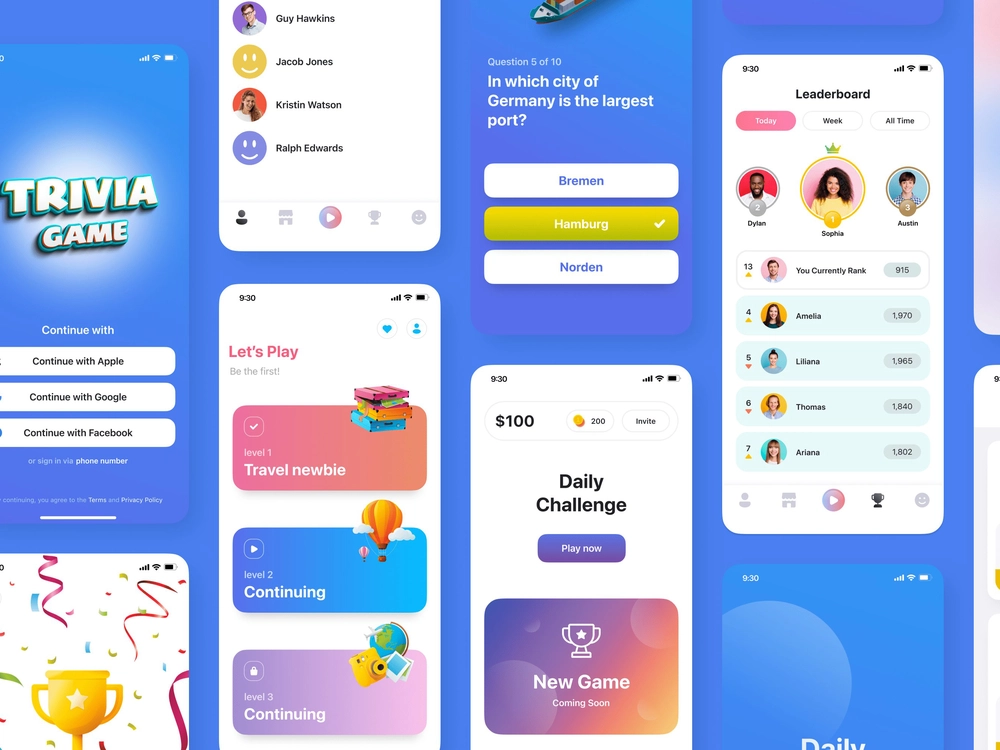 TRIVIA
GAME
Continue with
Continue with Apple
Continue with Google
Continue with Facebook
or sign in via phone number
continuing, you agree to the Terms and Privacy Policy
Guy Hawkins
Jacob Jones
Kristin Watson
Ralph Edwards
9:30
Let's Play
Be the first!
level 1
Travel newbie
level 2
Continuing
level 3
Continuing
Question 5 of 10
In which city of
Germany is the largest
port?
Bremen
Hamburg
Norden
9:30
$100
200
Invite
Daily
Challenge
Play now
New Game
Coming Soon
9:30
Leaderboard
Today
Week
All Time
2
1
3
Dylan
Sophia
Austin
13
You Currently Rank
915
4
Amelia
1,970
5
Liliana
1,965
6
Thomas
1,840
7
Ariana
1,802
9:30
Daily